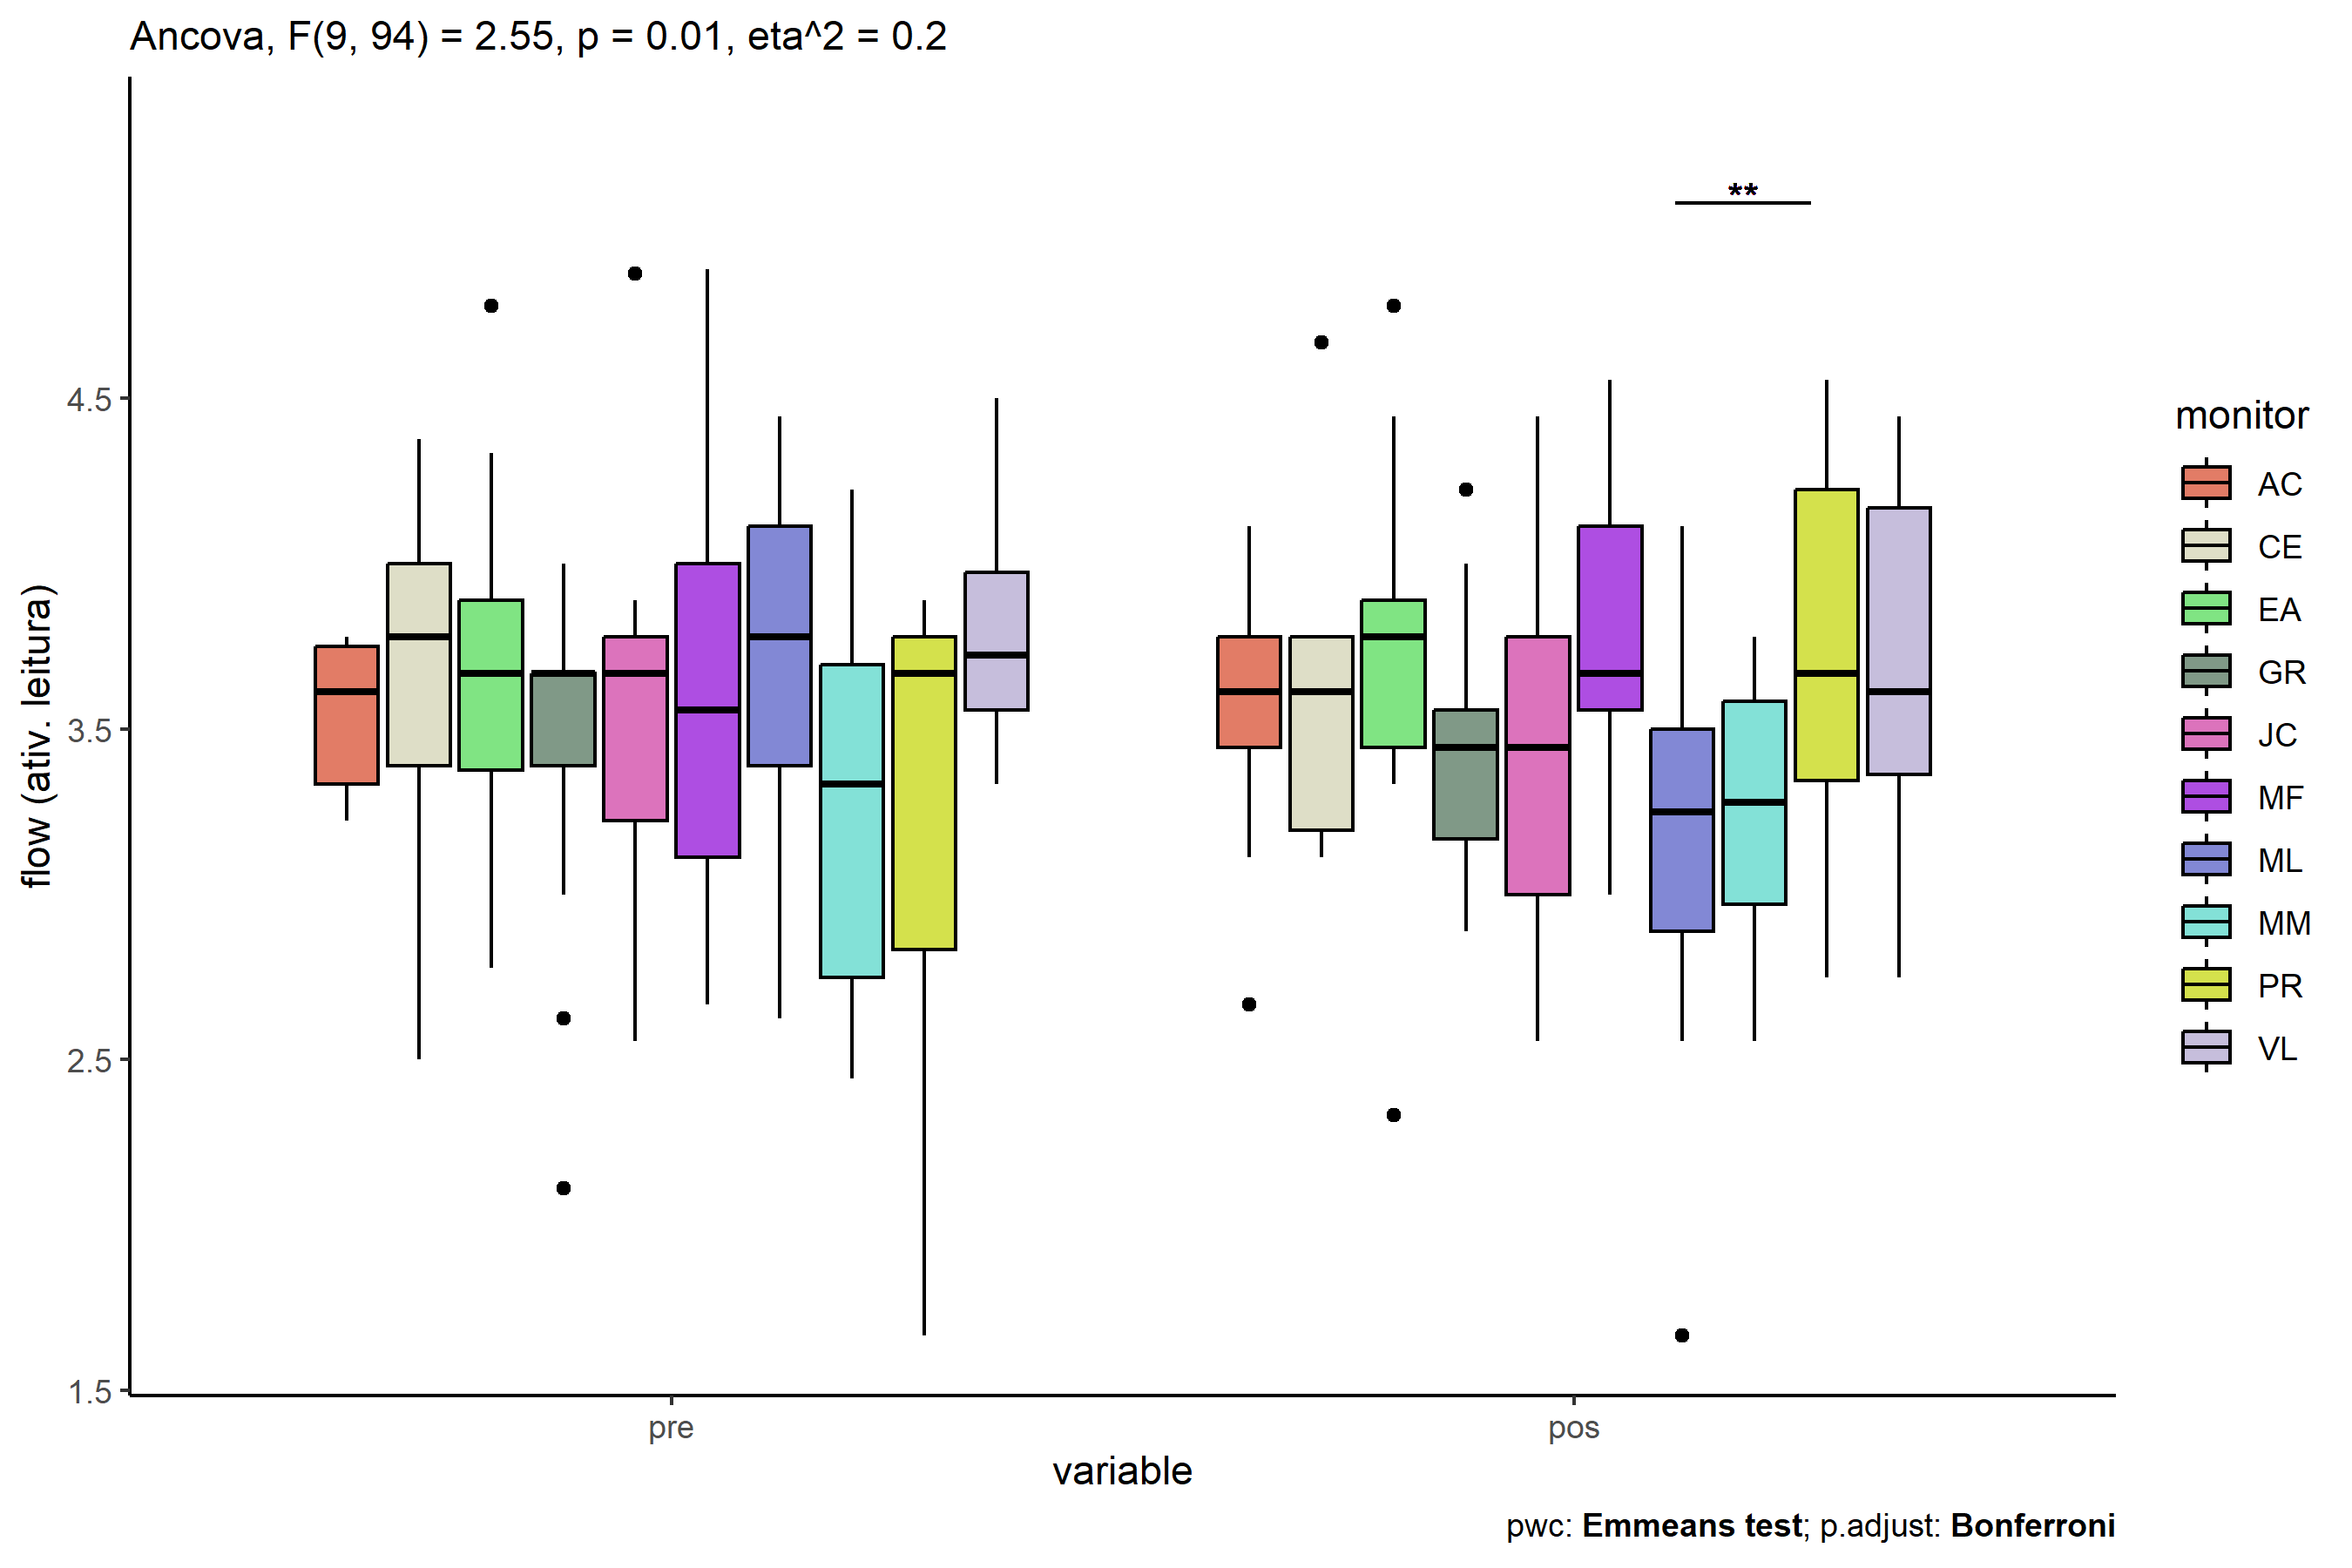 Ancova, F(9, 94) = 2.55, p = 0.01, eta^2 = 0.2
**
4.5
3.5
2.5
1.5
flow (ativ. leitura)
pre
pos
variable
monitor
AC
CE
EA
GR
JC
MF
ML
MM
PR
VL
pwc: Emmeans test; p.adjust: Bonferroni